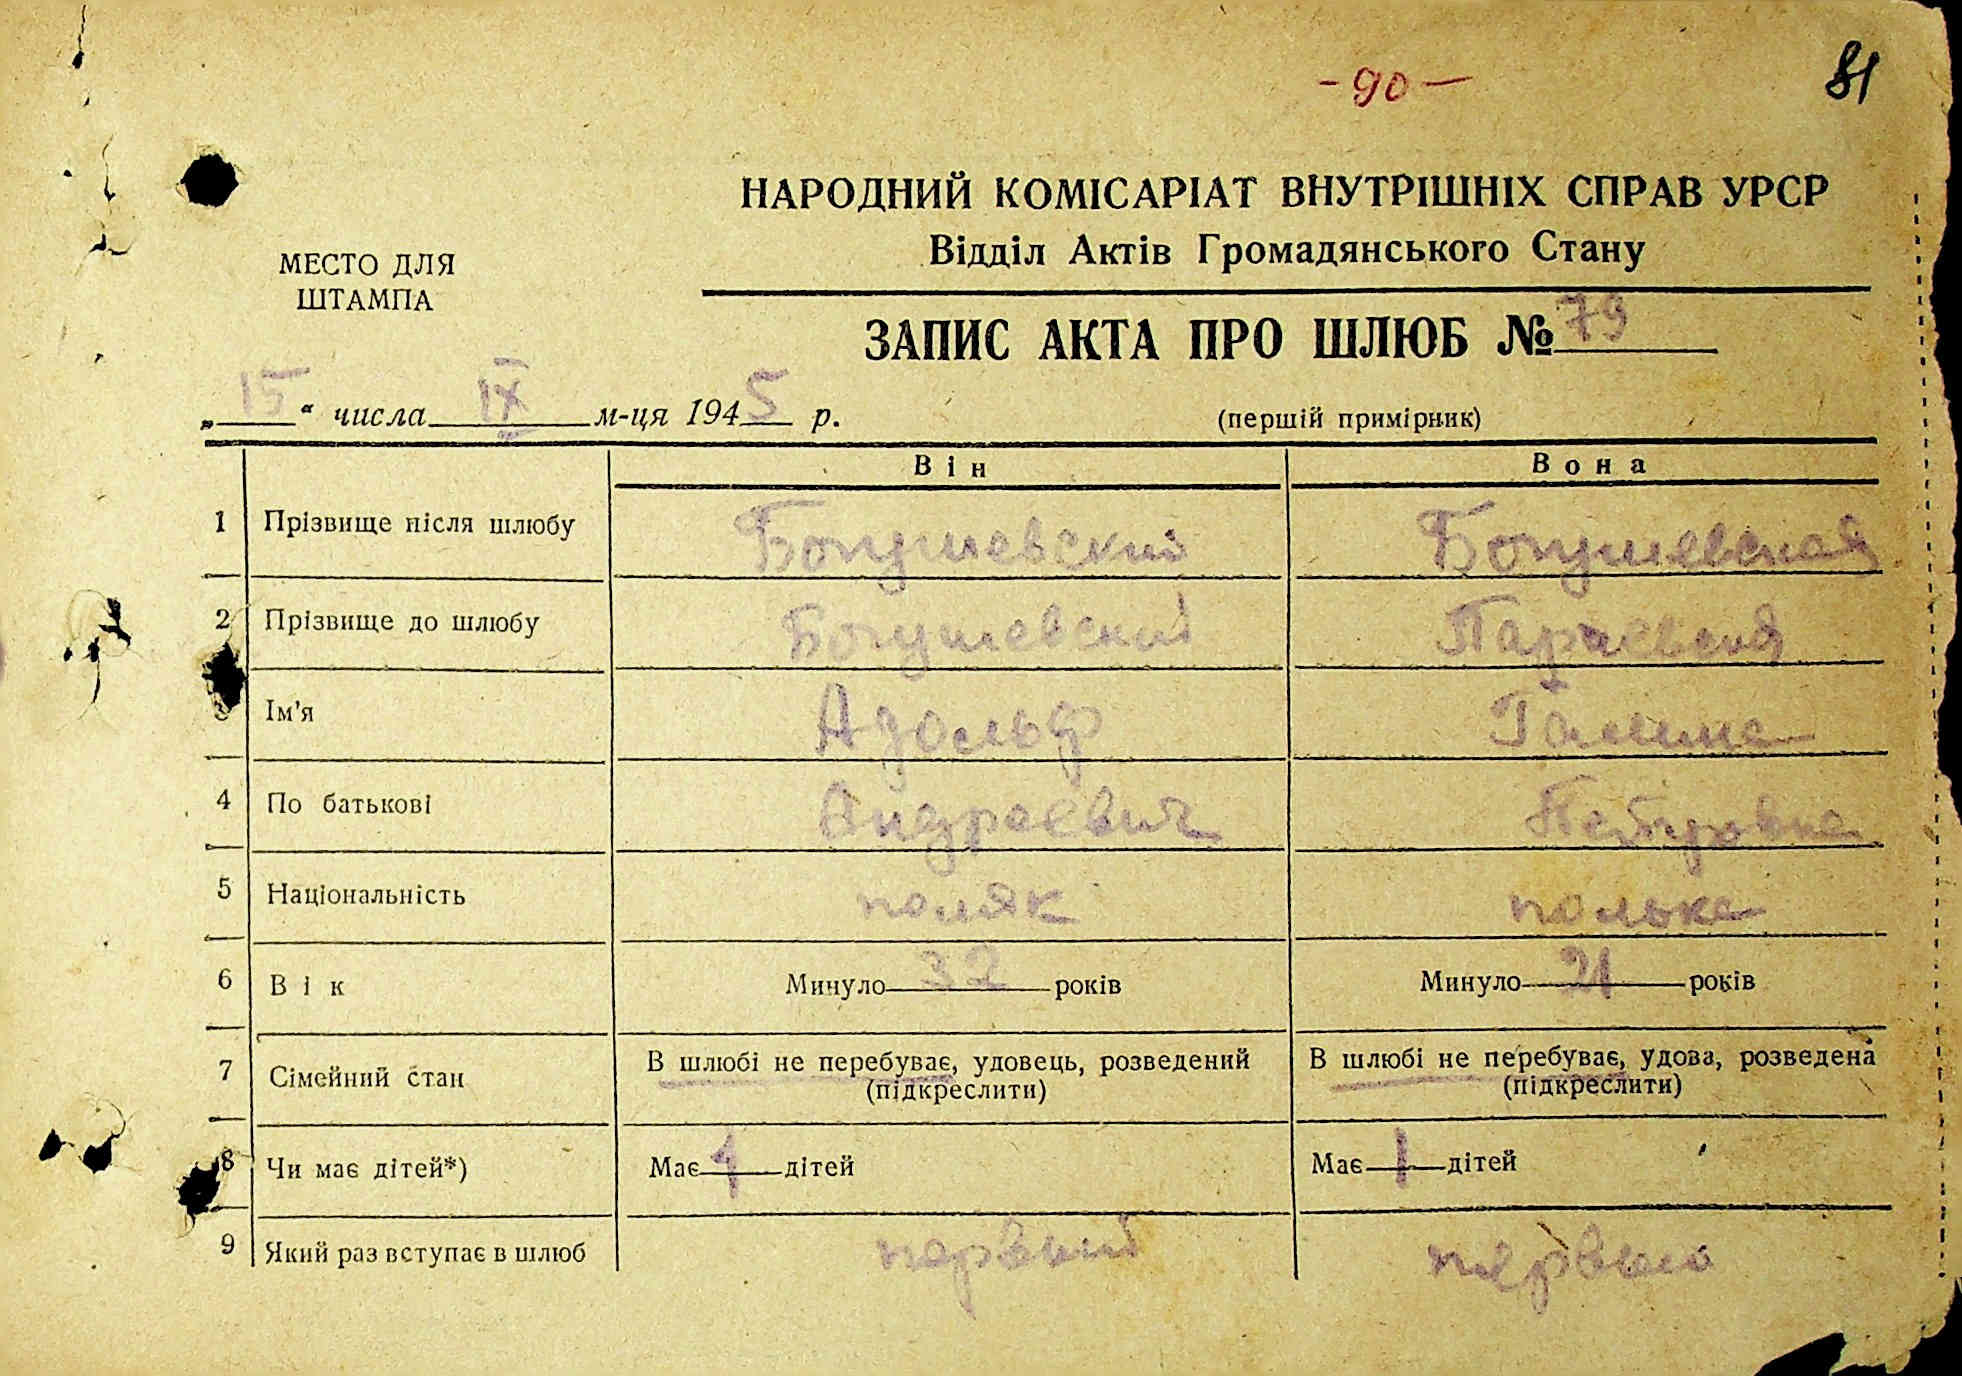 -90-
81
НАРОДНИЙ КОМІСАРІАТ ВНУТРІШНІХ СПРАВ УРСР
Відділ Актів Громадянського Стану
МЕСТО ДЛЯ
ШТАМПА
ЗАПИС АКТА ПРО ШЛЮБ № 79
„15“ числа IX м-ця 1945 р.
(першій примірник)
Він Вона
1 Прізвище після шлюбу Богушевский Богушевская
2 Прізвище до шлюбу Богушевский
3 Ім'я Адольф Галина
4 По батькові Андреевич Петровна
5 Національність поляк полька
6 Вік Минуло 32 років Минуло 21 років
7 Сімейний стан В шлюбі не перебуває, удовець, розведений В шлюбі не перебуває, удова, розведена
(підкреслити) (підкреслити)
8 Чи має дітей*) Має 1 дітей Має 1 дітей
9 Який раз вступає в шлюб первый первый